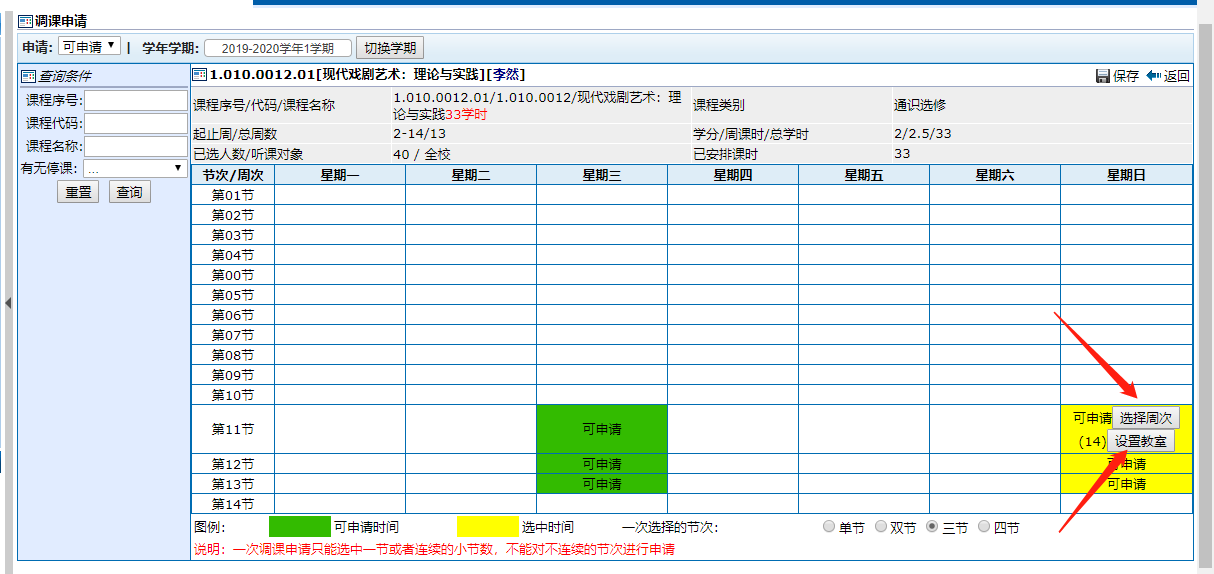 调课申请
申请: 可申请 | 学年学期: 2019-2020学年1学期 切换学期
查询条件
课程序号:
课程代码:
课程名称:
有无停课: ...
重置 查询
1.010.0012.01[现代戏剧艺术：理论与实践][李然] 保存 返回
课程序号/代码/课程名称 1.010.0012.01/1.010.0012/现代戏剧艺术：理论与实践33学时 课程类别 通识选修
起止周/总周数 2-14/13 学分/周课时/总学时 2/2.5/33
已选人数/听课对象 40 / 全校 已安排课时 33
节次/周次 星期一 星期二 星期三 星期四 星期五 星期六 星期日
第01节
第02节
第03节
第04节
第00节
第05节
第06节
第07节
第08节
第09节
第10节
第11节 可申请 可申请 选择周次 (14) 设置教室
第12节 可申请 可申请
第13节 可申请 可申请
第14节
图例: 可申请时间 选中时间 一次选择的节次: 单节 双节 三节 四节
说明：一次调课申请只能选中一节或者连续的小节数，不能对不连续的节次进行申请